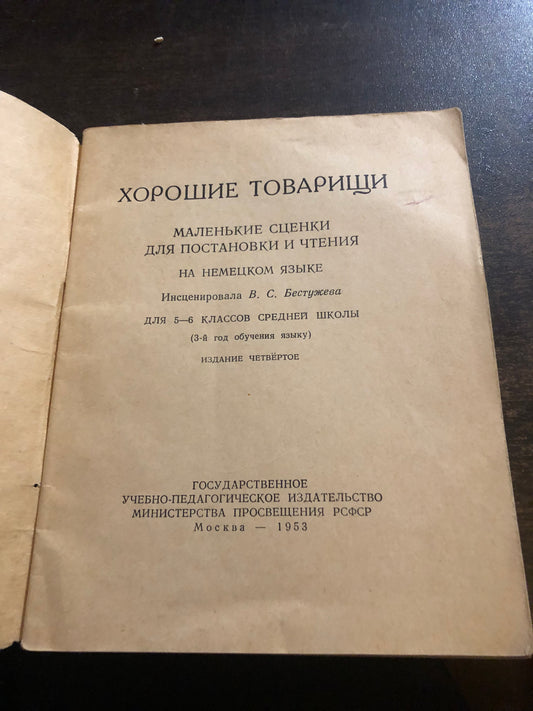 ХОРОШИЕ ТОВАРИЩИ
МАЛЕНЬКИЕ СЦЕНКИ
ДЛЯ ПОСТАНОВКИ И ЧТЕНИЯ
НА НЕМЕЦКОМ ЯЗЫКЕ
Инсценировала В. С. Бестужева
ДЛЯ 5—6 КЛАССОВ СРЕДНЕЙ ШКОЛЫ
(3-й год обучения языку)
ИЗДАНИЕ ЧЕТВЁРТОЕ
ГОСУДАРСТВЕННОЕ
УЧЕБНО-ПЕДАГОГИЧЕСКОЕ ИЗДАТЕЛЬСТВО
МИНИСТЕРСТВА ПРОСВЕЩЕНИЯ РСФСР
Москва — 1953